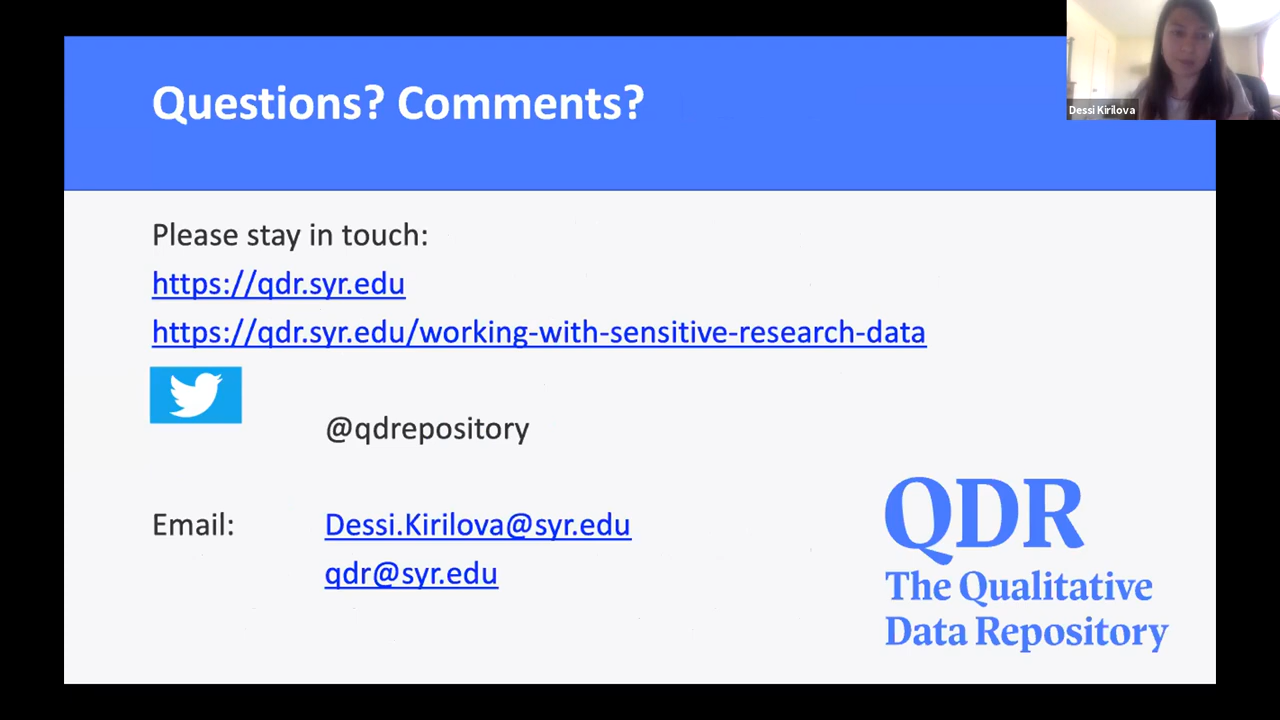 Questions? Comments?
Dessi Kirilova
Please stay in touch:
https://qdr.syr.edu
https://qdr.syr.edu/working-with-sensitive-research-data
@qdrepository
Email: Dessi.Kirilova@syr.edu
qdr@syr.edu
QDR
The Qualitative
Data Repository